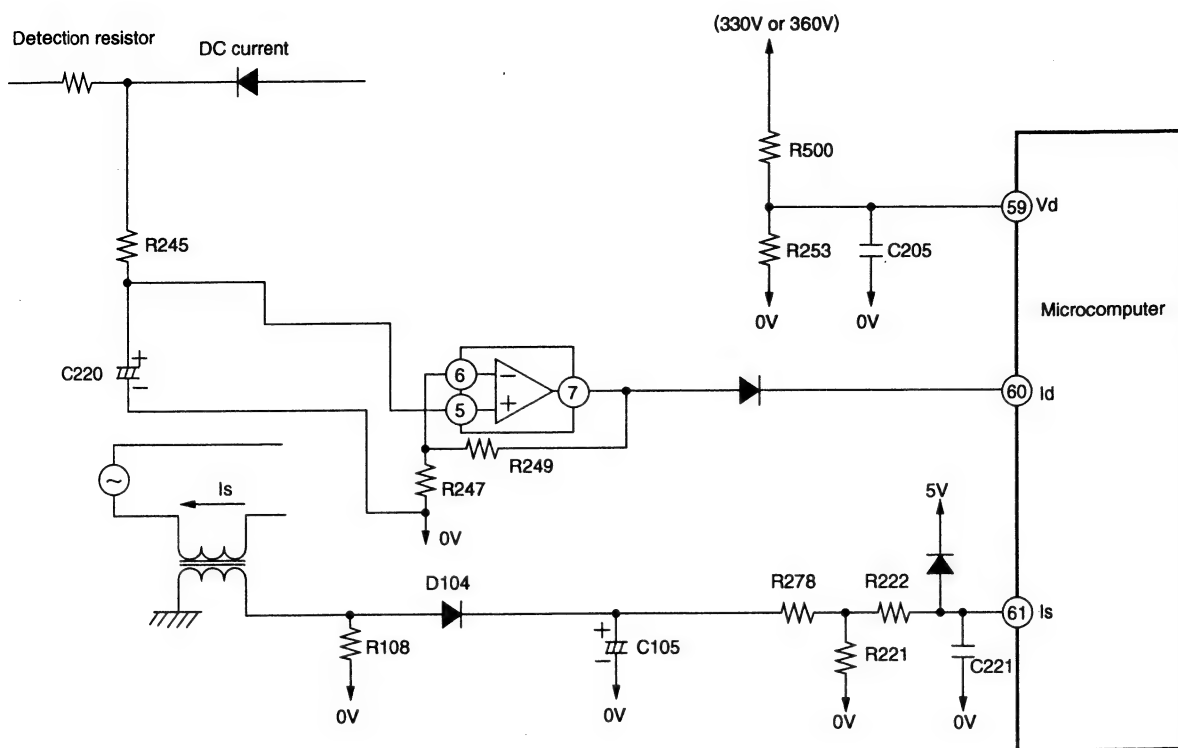 (330V or 360V)
Detection resistor
DC current
R500
59 Vd
R245
R253
C205
0V
0V
Microcomputer
+
C220
−
6
−
7
5
+
60 Id
R249
R247
Is
0V
5V
D104
R278
R222
61 Is
R108
+
−
C105
R221
C221
0V
0V
0V
0V